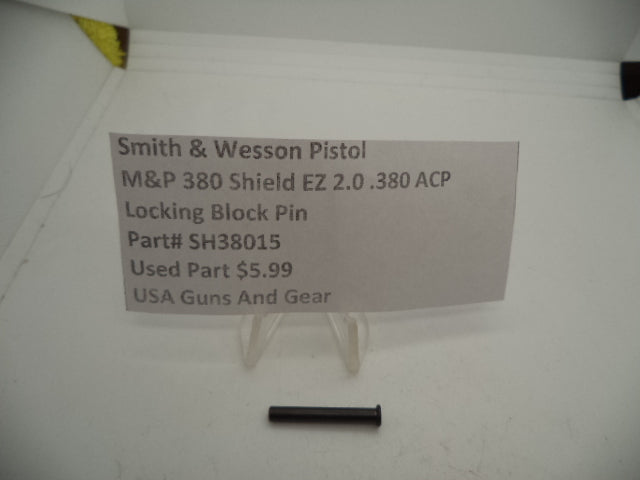 Smith & Wesson Pistol
M&P 380 Shield EZ 2.0 .380 ACP
Locking Block Pin
Part# SH38015
Used Part $5.99
USA Guns And Gear